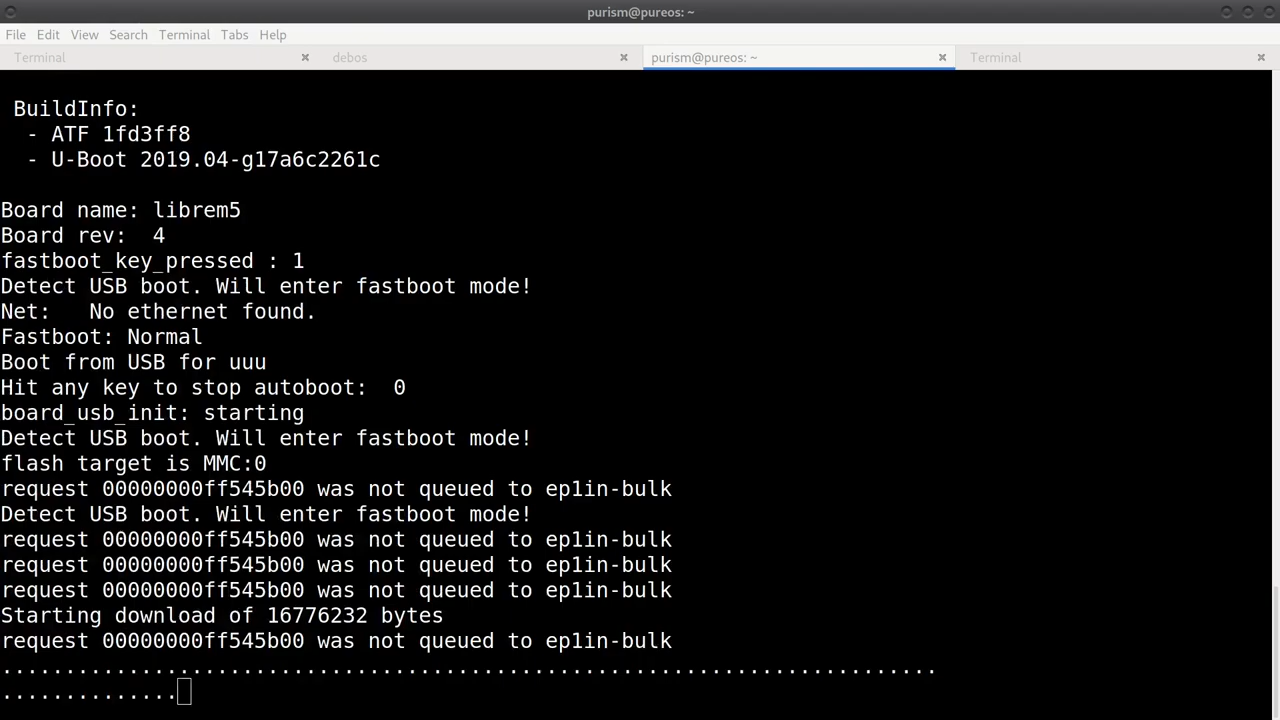 purism@pureos: ~
File Edit View Search Terminal Tabs Help
Terminal × debos × purism@pureos: ~ × Terminal ×
BuildInfo:
- ATF 1fd3ff8
- U-Boot 2019.04-g17a6c2261c
Board name: librem5
Board rev:  4
fastboot_key_pressed : 1
Detect USB boot. Will enter fastboot mode!
Net:   No ethernet found.
Fastboot: Normal
Boot from USB for uuu
Hit any key to stop autoboot:  0
board_usb_init: starting
Detect USB boot. Will enter fastboot mode!
flash target is MMC:0
request 00000000ff545b00 was not queued to ep1in-bulk
Detect USB boot. Will enter fastboot mode!
request 00000000ff545b00 was not queued to ep1in-bulk
request 00000000ff545b00 was not queued to ep1in-bulk
request 00000000ff545b00 was not queued to ep1in-bulk
Starting download of 16776232 bytes
request 00000000ff545b00 was not queued to ep1in-bulk
..........................................................................
..............